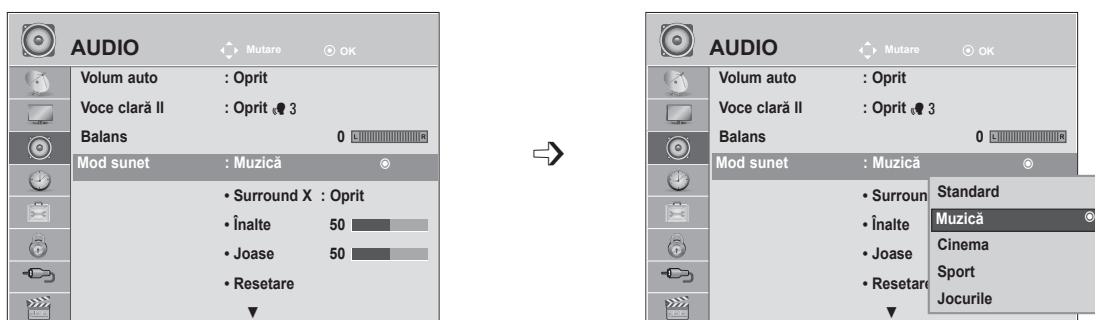 AUDIO Mutare OK
Volum auto : Oprit
Voce clară II : Oprit 3
Balans 0 L R
Mod sunet : Muzică
• Surround X : Oprit
• Înalte 50
• Joase 50
• Resetare
▼
AUDIO Mutare OK
Volum auto : Oprit
Voce clară II : Oprit 3
Balans 0 L R
Mod sunet : Muzică
• Surroun
• Înalte
• Joase
• Resetare
▼
Standard
Muzică
Cinema
Sport
Jocurile